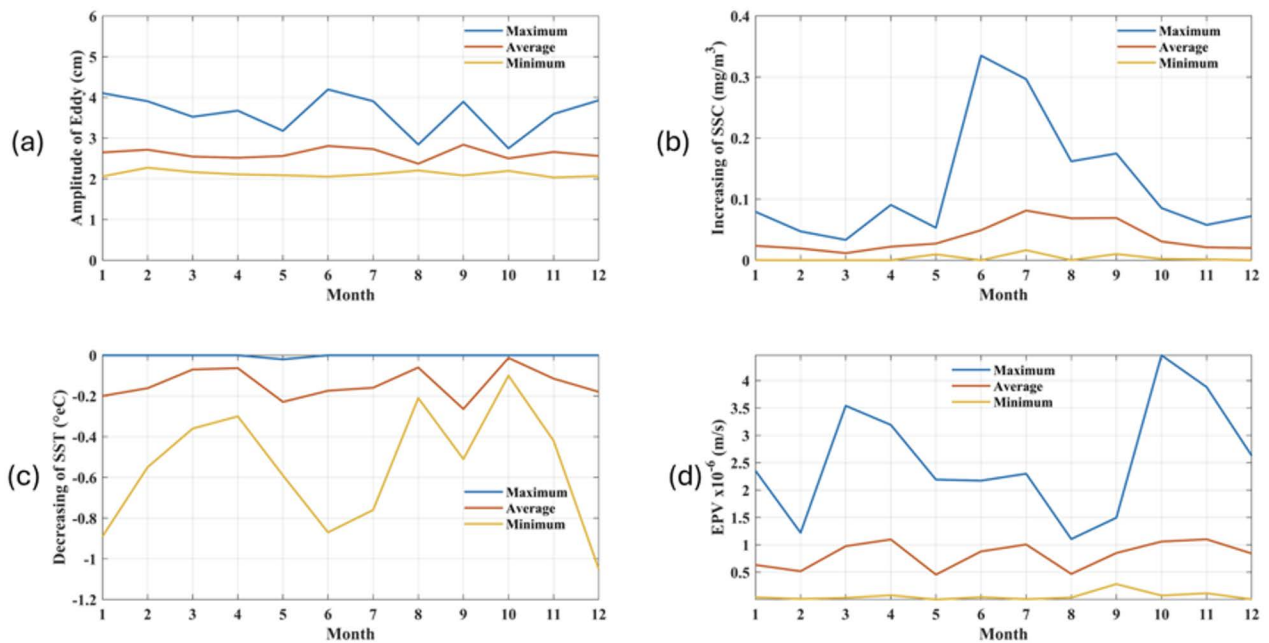 (a)
Amplitude of Eddy (cm)
6
5
4
3
2
1
0
Maximum
Average
Minimum
1 2 3 4 5 6 7 8 9 10 11 12
Month
(b)
Increasing of SSC (mg/m³)
0.4
0.3
0.2
0.1
0
Maximum
Average
Minimum
1 2 3 4 5 6 7 8 9 10 11 12
Month
(c)
Decreasing of SST (°eC)
0
-0.2
-0.4
-0.6
-0.8
-1
-1.2
Maximum
Average
Minimum
1 2 3 4 5 6 7 8 9 10 11 12
Month
(d)
EPV x10⁻⁶ (m/s)
4
3.5
3
2.5
2
1.5
1
0.5
Maximum
Average
Minimum
1 2 3 4 5 6 7 8 9 10 11 12
Month